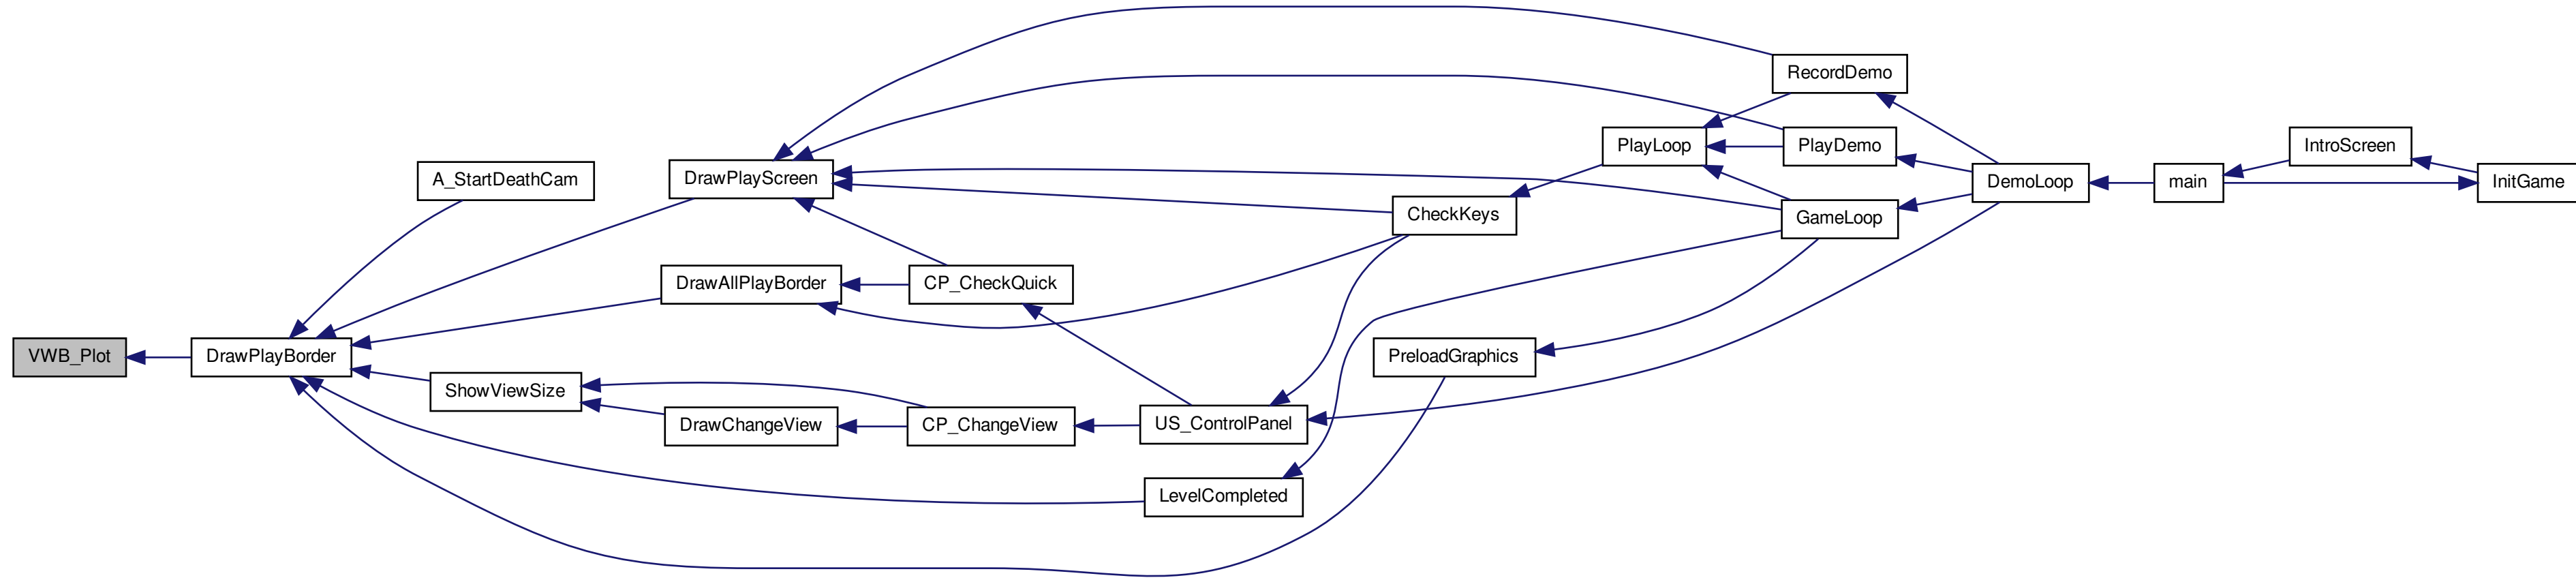 RecordDemo
PlayLoop
PlayDemo
IntroScreen
A_StartDeathCam
DrawPlayScreen
DemoLoop
main
InitGame
CheckKeys
GameLoop
DrawAllPlayBorder
CP_CheckQuick
VWB_Plot
DrawPlayBorder
PreloadGraphics
ShowViewSize
DrawChangeView
CP_ChangeView
US_ControlPanel
LevelCompleted